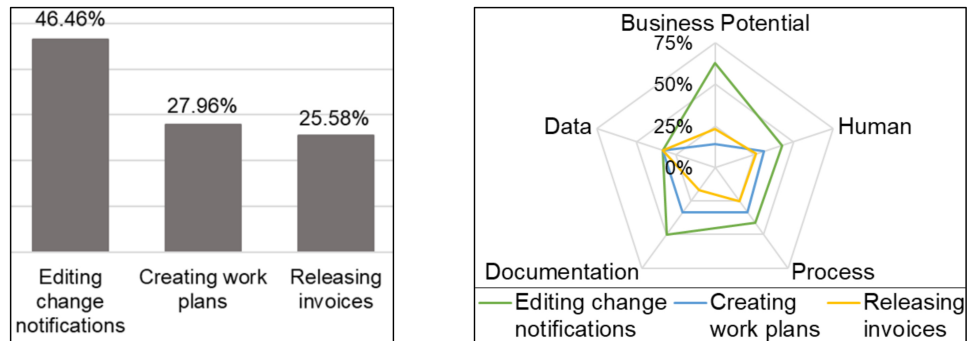 46.46%
27.96%
25.58%
Editing
change
notifications
Creating work
plans
Releasing
invoices
Business Potential
75%
50%
25%
0%
Data
Human
Documentation
Process
Editing change
notifications
Creating
work plans
Releasing
invoices